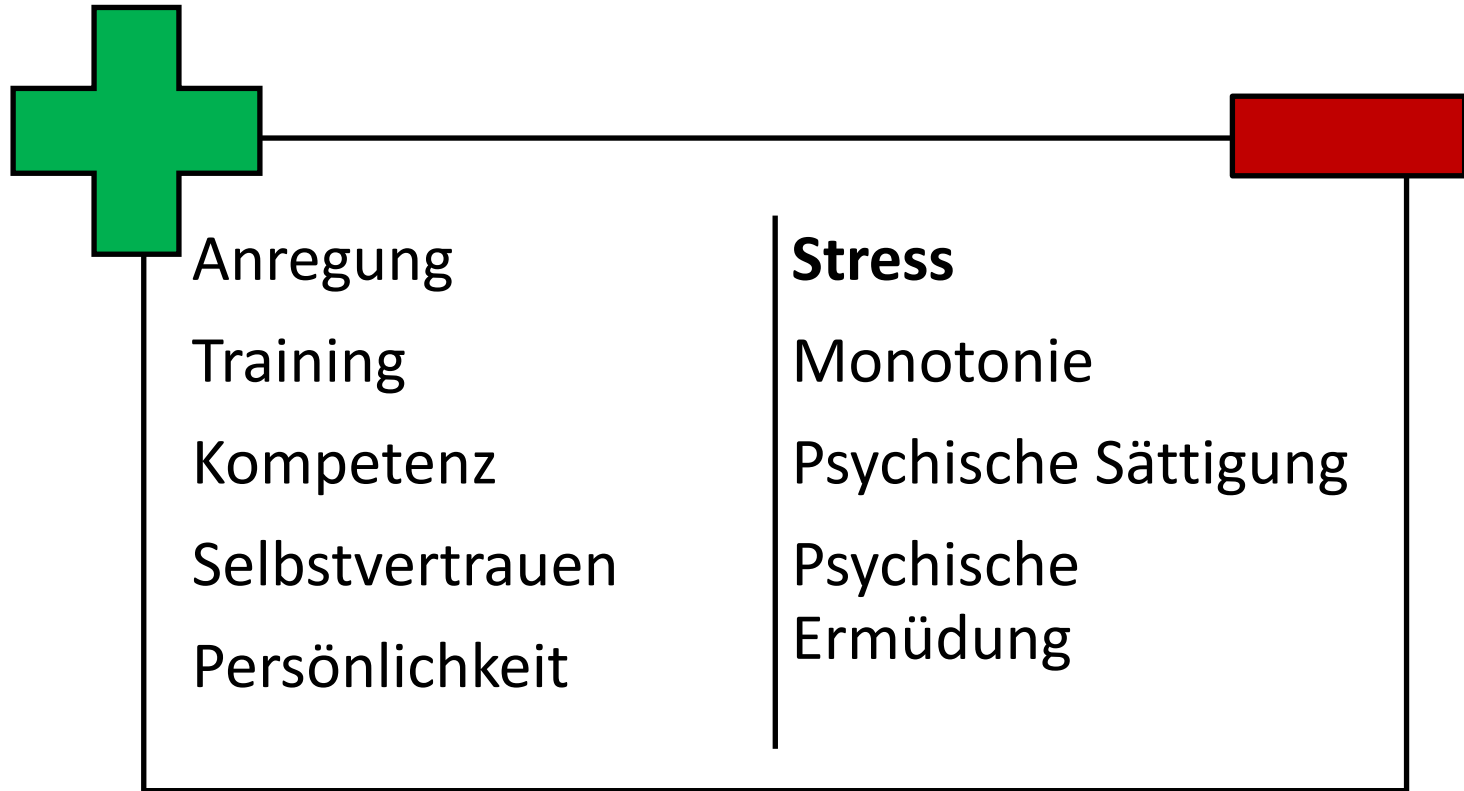 Anregung
Training
Kompetenz
Selbstvertrauen
Persönlichkeit
Stress
Monotonie
Psychische Sättigung
Psychische
Ermüdung